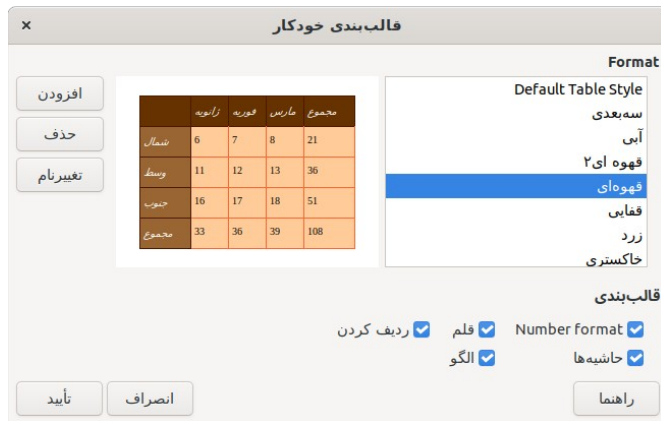 قالب‌بندی خودکار
Format
Default Table Style
سه‌بعدی
آبی
قهوه ای۲
قهوه‌ای
قفایی
زرد
خاکستری
ژانویه فوریه مارس مجموع
شمال 6 7 8 21
وسط 11 12 13 36
جنوب 16 17 18 51
مجموع 33 36 39 108
افزودن
حذف
تغییرنام
قالب‌بندی
Number format قلم ردیف کردن
حاشیه‌ها الگو
راهنما انصراف تأیید